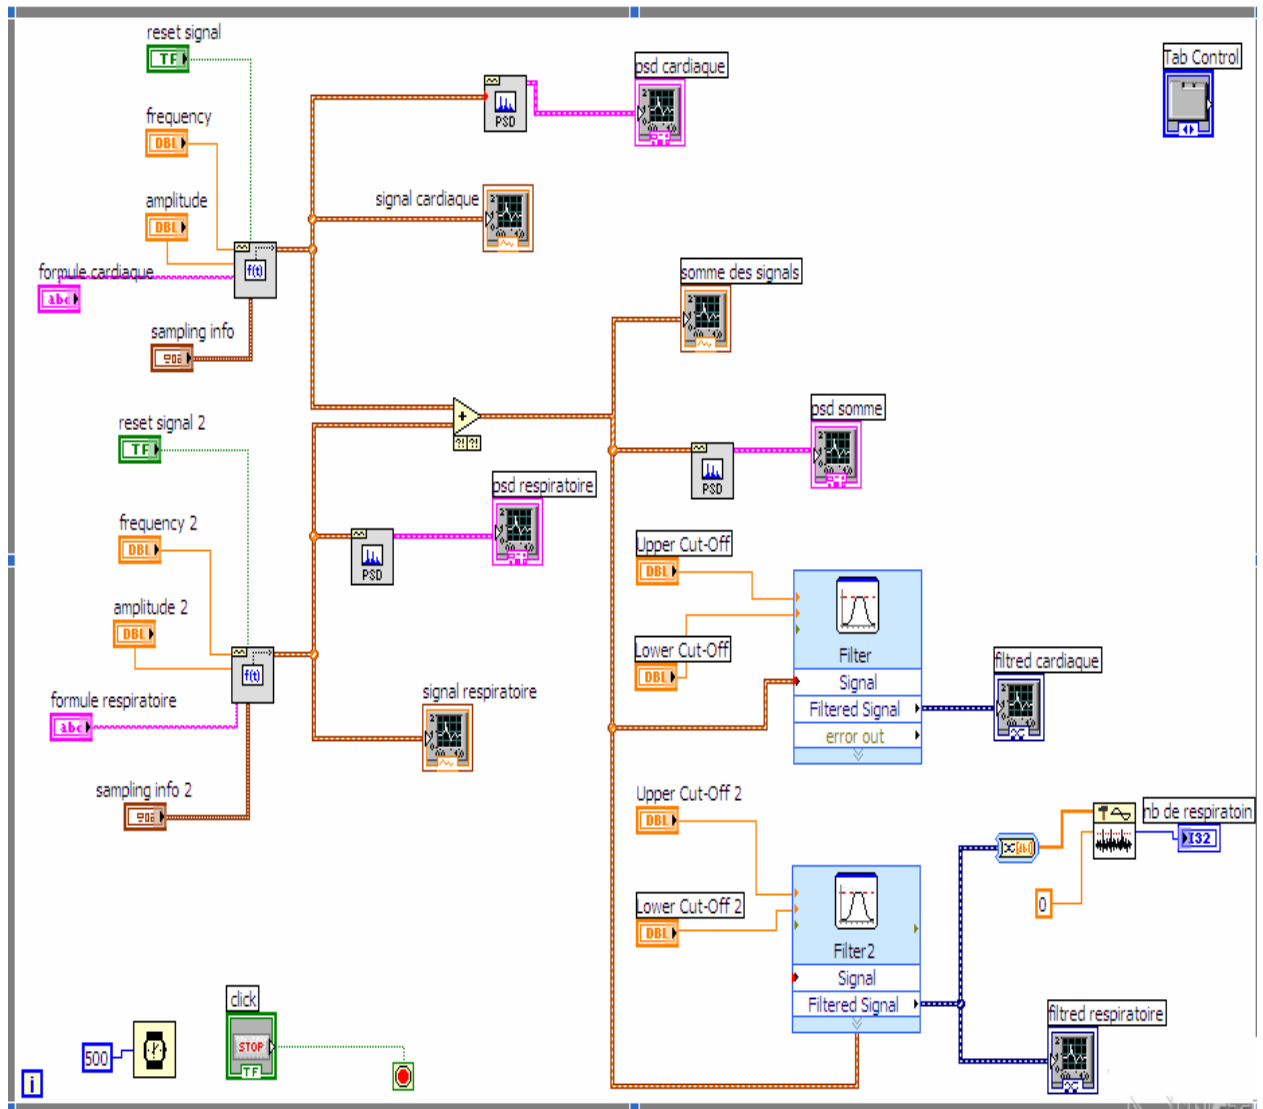 reset signal
TF
frequency
DBL
amplitude
DBL
formule cardiaque
abc
f(t)
sampling info
PSD
psd cardiaque
signal cardiaque
Tab Control
somme des signals
reset signal 2
TF
+
?! ?!
psd somme
PSD
psd respiratoire
PSD
frequency 2
DBL
amplitude 2
DBL
f(t)
formule respiratoire
abc
sampling info 2
signal respiratoire
Upper Cut-Off
DBL
Lower Cut-Off
DBL
Filter
Signal
Filtered Signal
error out
filtred cardiaque
Upper Cut-Off 2
DBL
Lower Cut-Off 2
DBL
Filter2
Signal
Filtered Signal
nb de respiratoin
I32
0
filtred respiratoire
click
STOP
TF
500
i